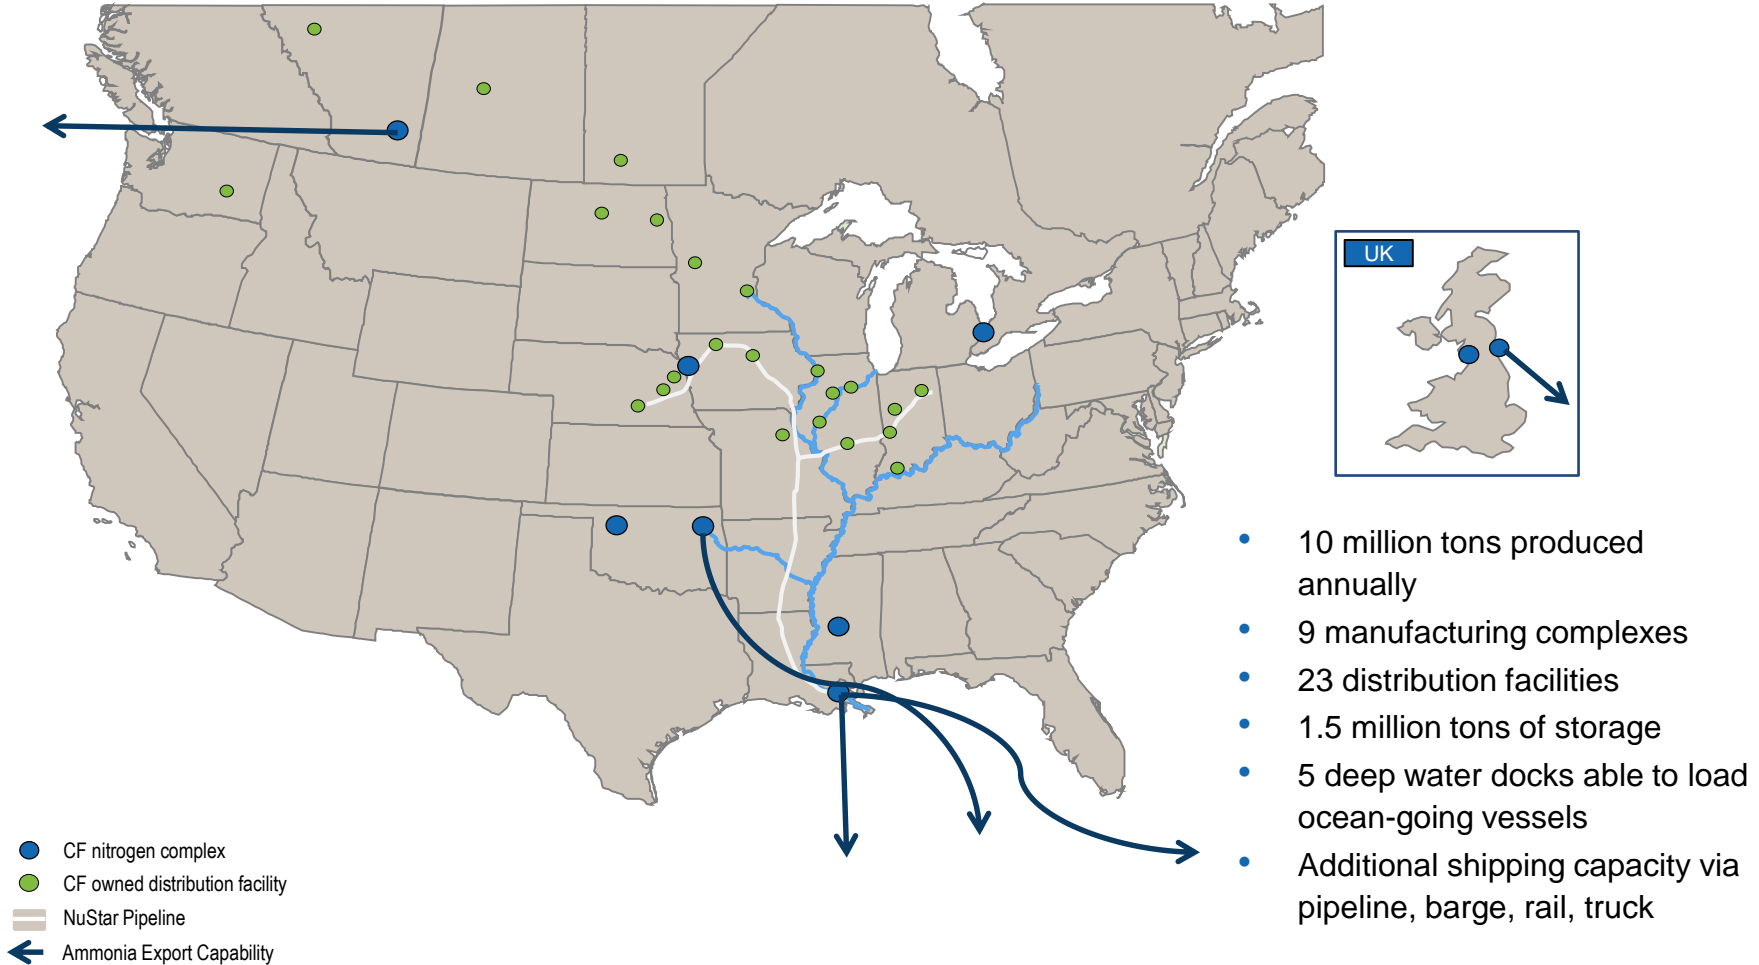 UK
• 10 million tons produced
annually
• 9 manufacturing complexes
• 23 distribution facilities
• 1.5 million tons of storage
• 5 deep water docks able to load
ocean-going vessels
• Additional shipping capacity via
pipeline, barge, rail, truck
CF nitrogen complex
CF owned distribution facility
NuStar Pipeline
Ammonia Export Capability